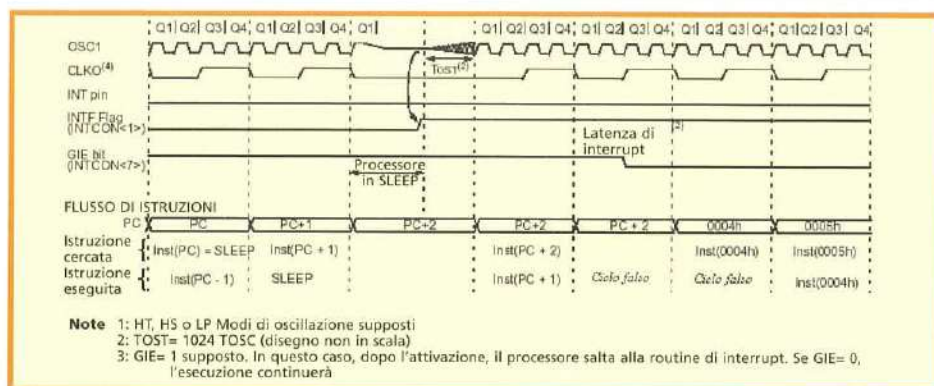 Q1 Q2 Q3 Q4 Q1 Q2 Q3 Q4 Q1 Q1 Q2 Q3 Q4 Q1 Q2 Q3 Q4 Q1 Q2 Q3 Q4 Q1 Q2 Q3 Q4
OSC1
CLKO(4)
TOST(2)
INT pin
INTF Flag
(INTCON<1>)
(2)
Latenza di
interrupt
GIE bit
(INTCON<7>)
Processore
in SLEEP
FLUSSO DI ISTRUZIONI
PC PC PC+1 PC+2 PC+2 PC + 2 0004h 0005h
Istruzione
cercata
Inst(PC) = SLEEP Inst(PC + 1) Inst(PC + 2) Inst(0004h) Inst(0005h)
Istruzione
eseguita
Inst(PC - 1) SLEEP Inst(PC + 1) Ciclo falso Ciclo falso Inst(0004h)
Note 1: HT, HS o LP Modi di oscillazione supposti
2: TOST= 1024 TOSC (disegno non in scala)
3: GIE= 1 supposto. In questo caso, dopo l'attivazione, il processore salta alla routine di interrupt. Se GIE= 0,
l'esecuzione continuerà